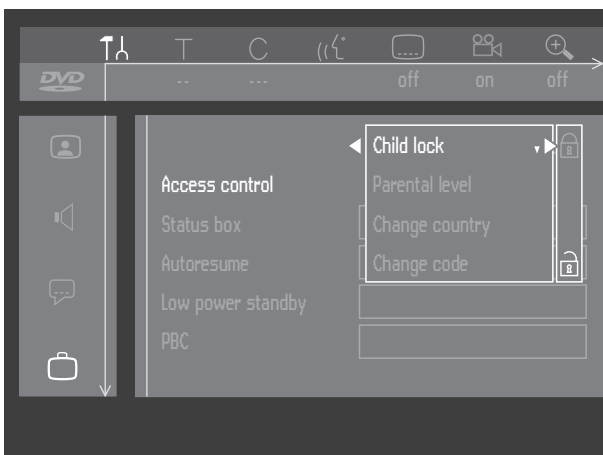 T C
DVD -- --- off on off
Child lock
Access control Parental level
Status box Change country
Autoresume Change code
Low power standby
PBC